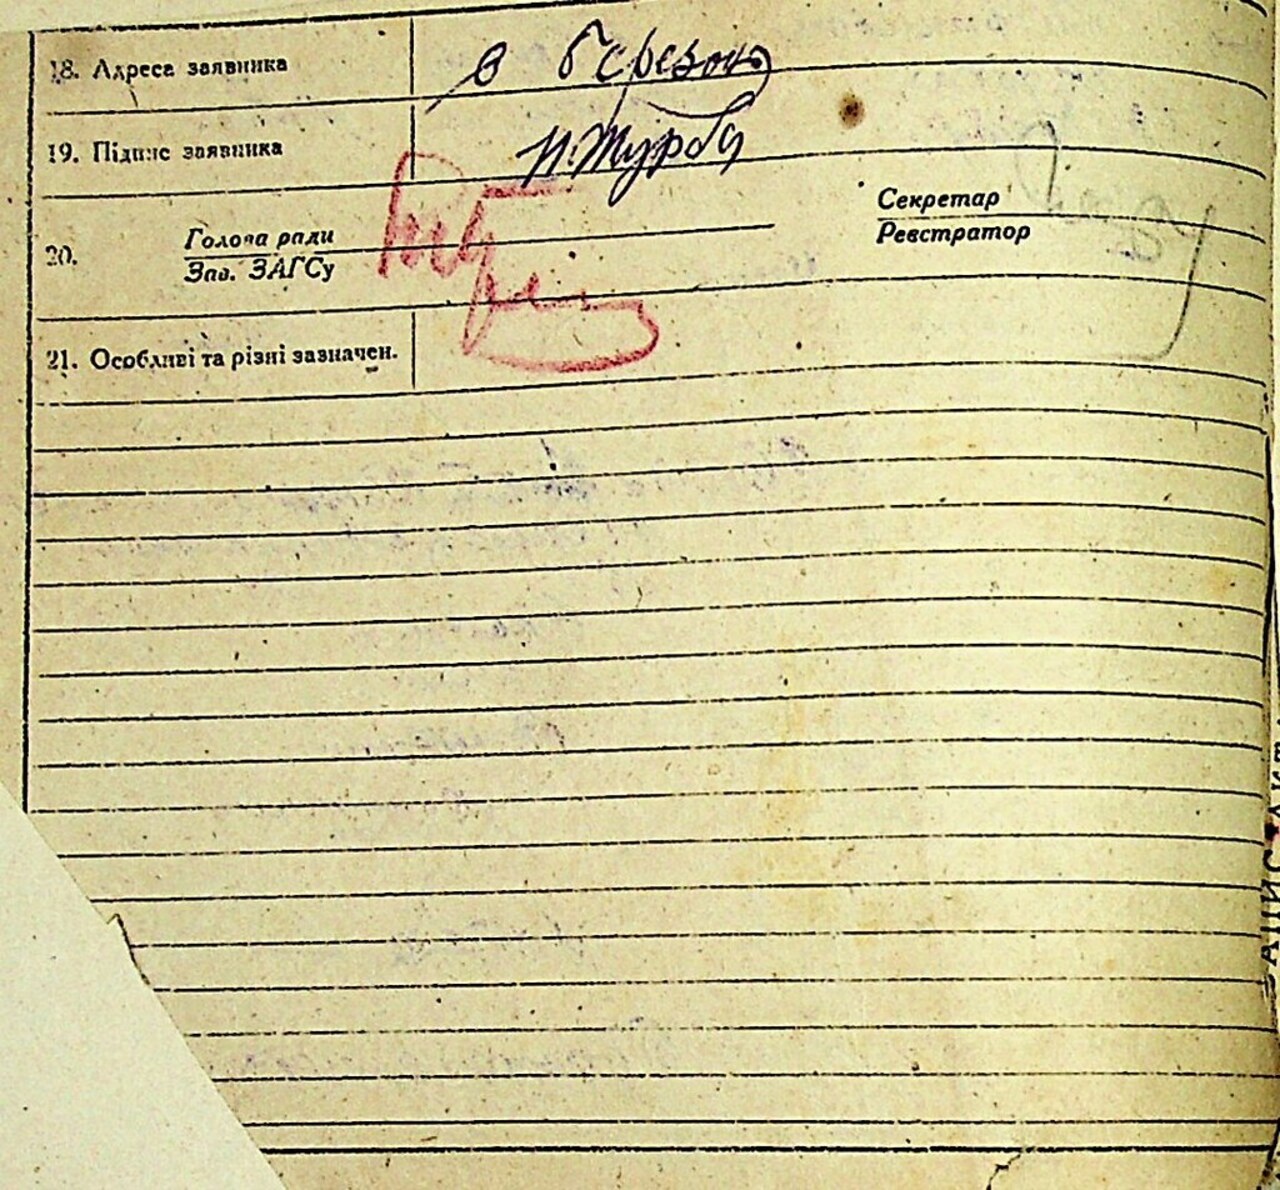 18. Адреса заявника в Березок
19. Підпис заявника Н. Журба
20. Голова ради
Зав. ЗАГСу
Секретар
Реєстратор
21. Особливі та різні зазначен.